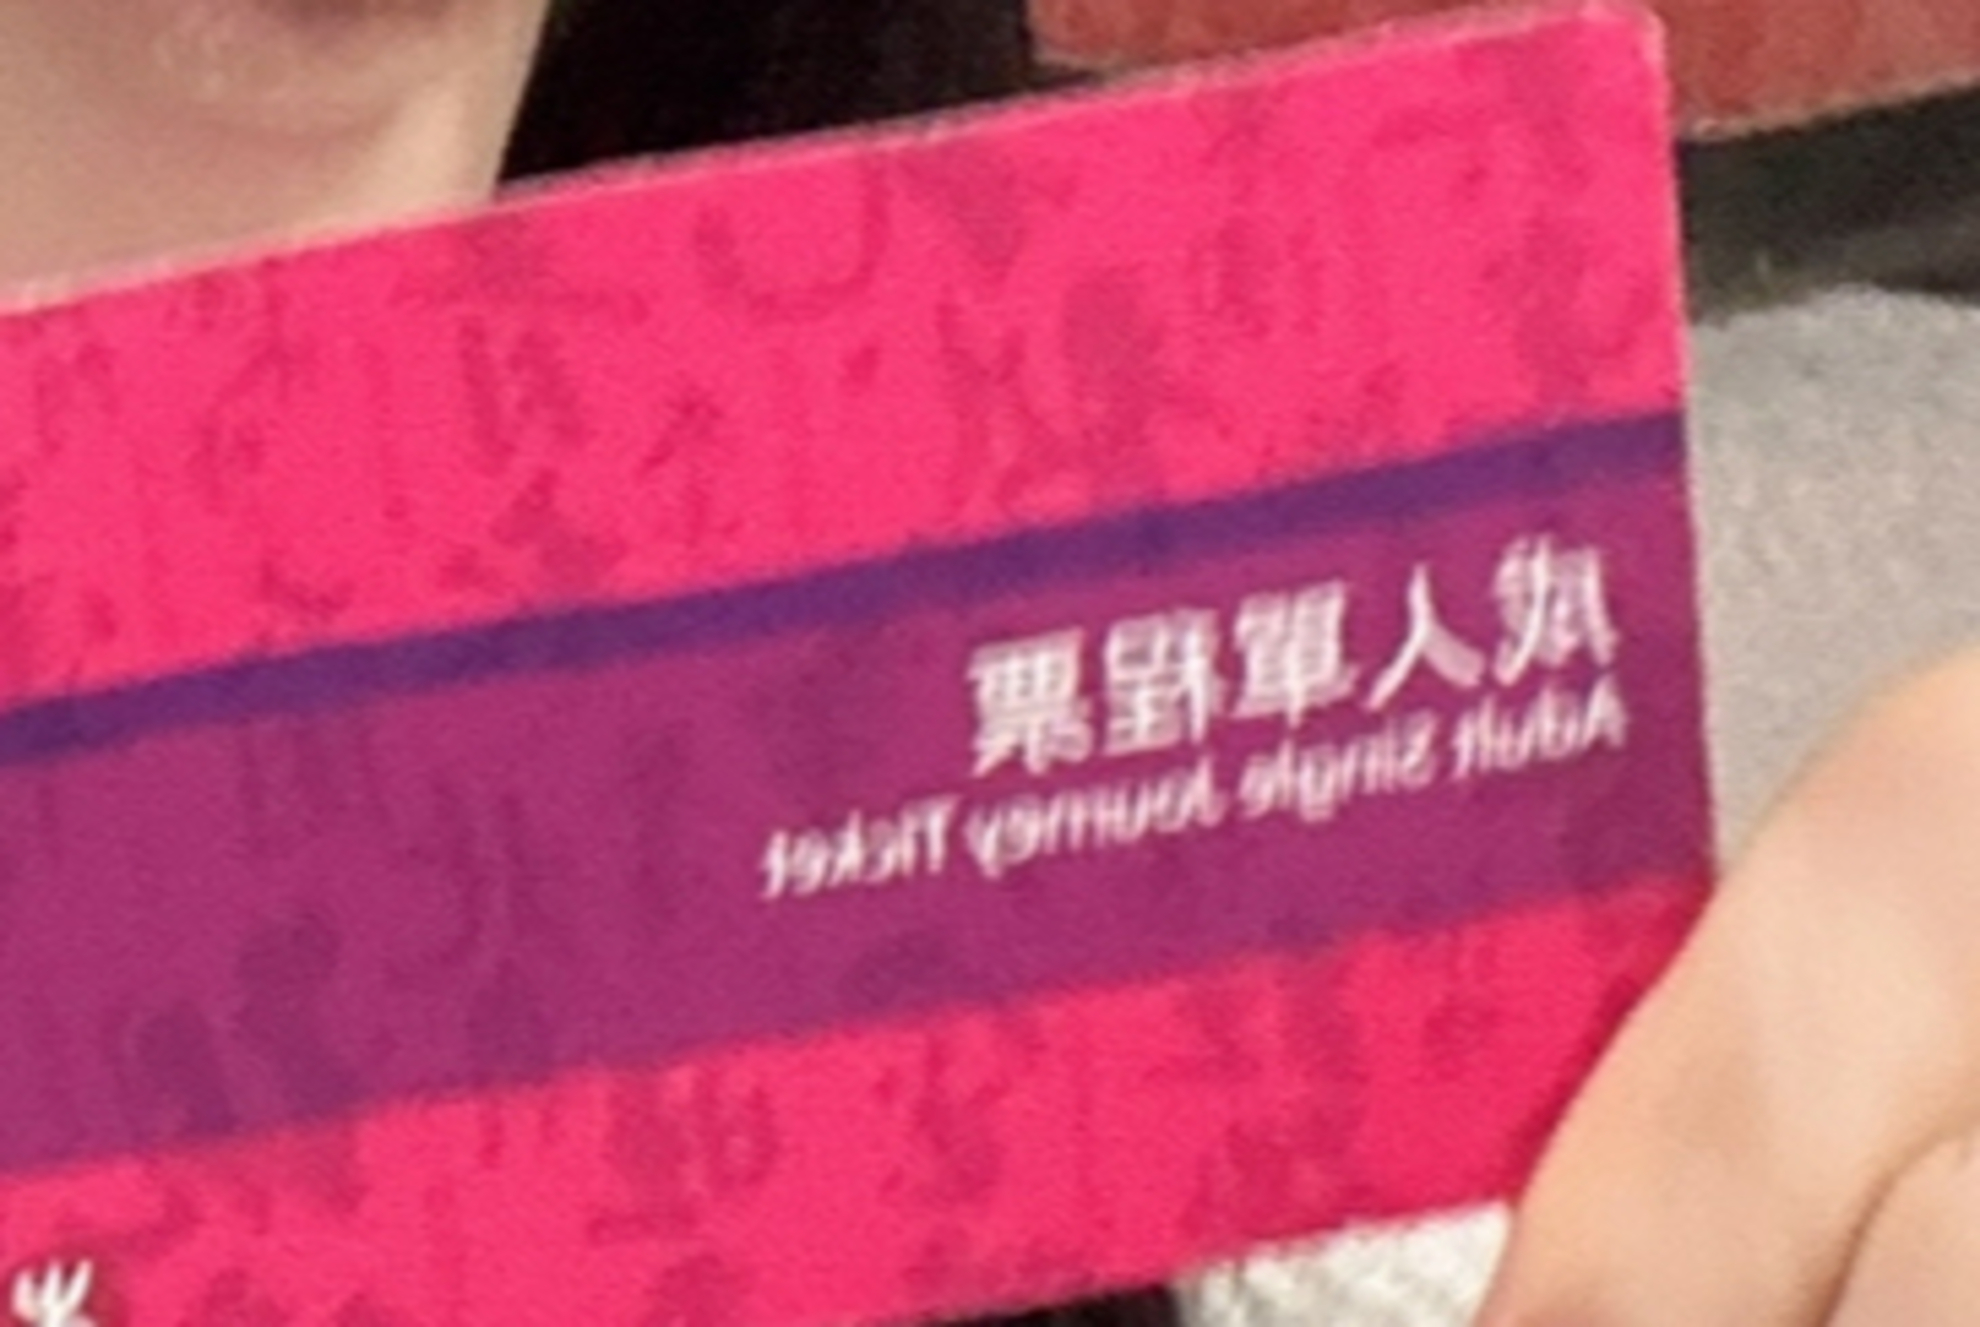 成人單程票
Adult Single Journey Ticket